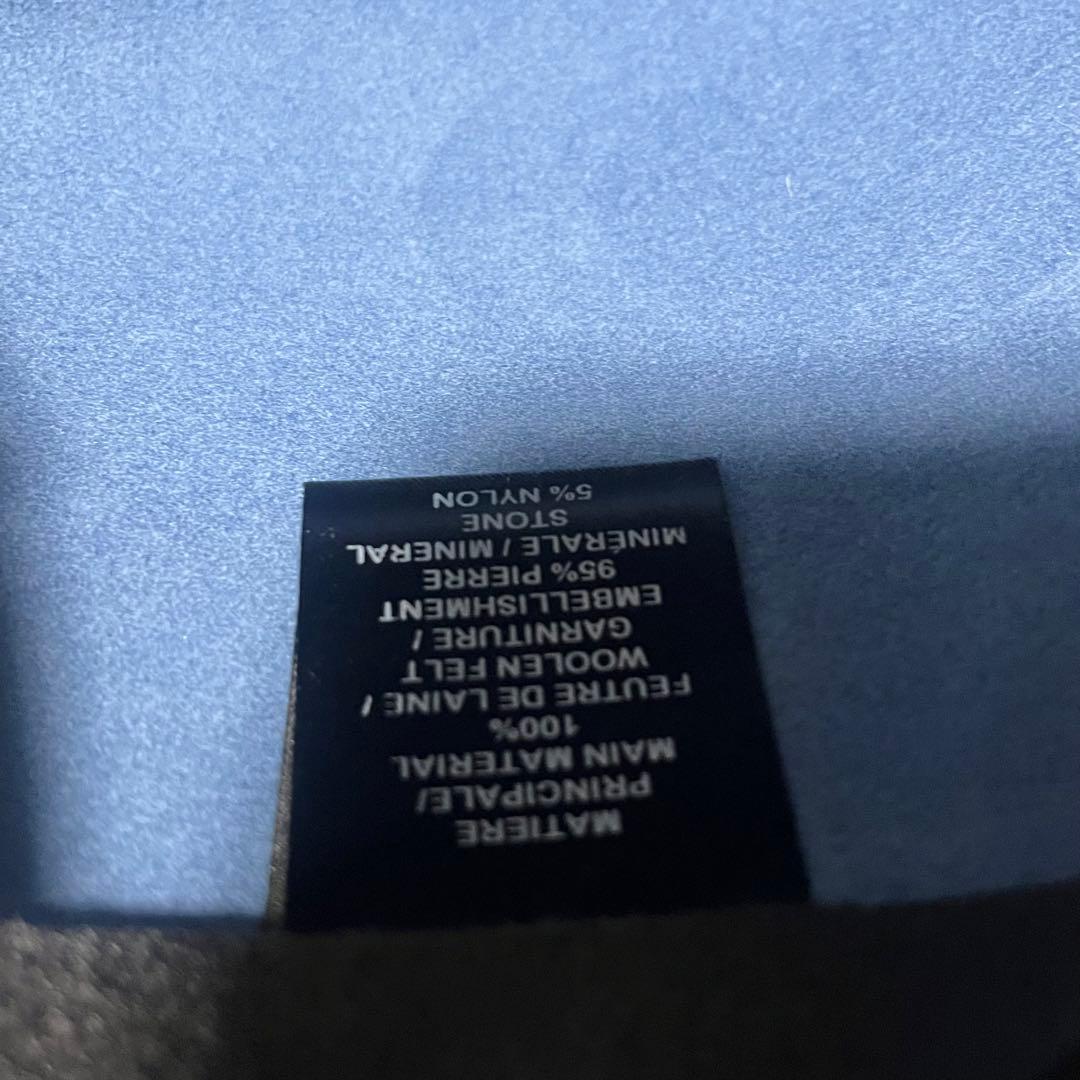 MATIERE
PRINCIPALE/
MAIN MATERIAL
100%
FEUTRE DE LAINE /
WOOLEN FELT
GARNITURE /
EMBELLISHMENT
95% PIERRE
MINÉRALE / MINERAL
STONE
5% NYLON